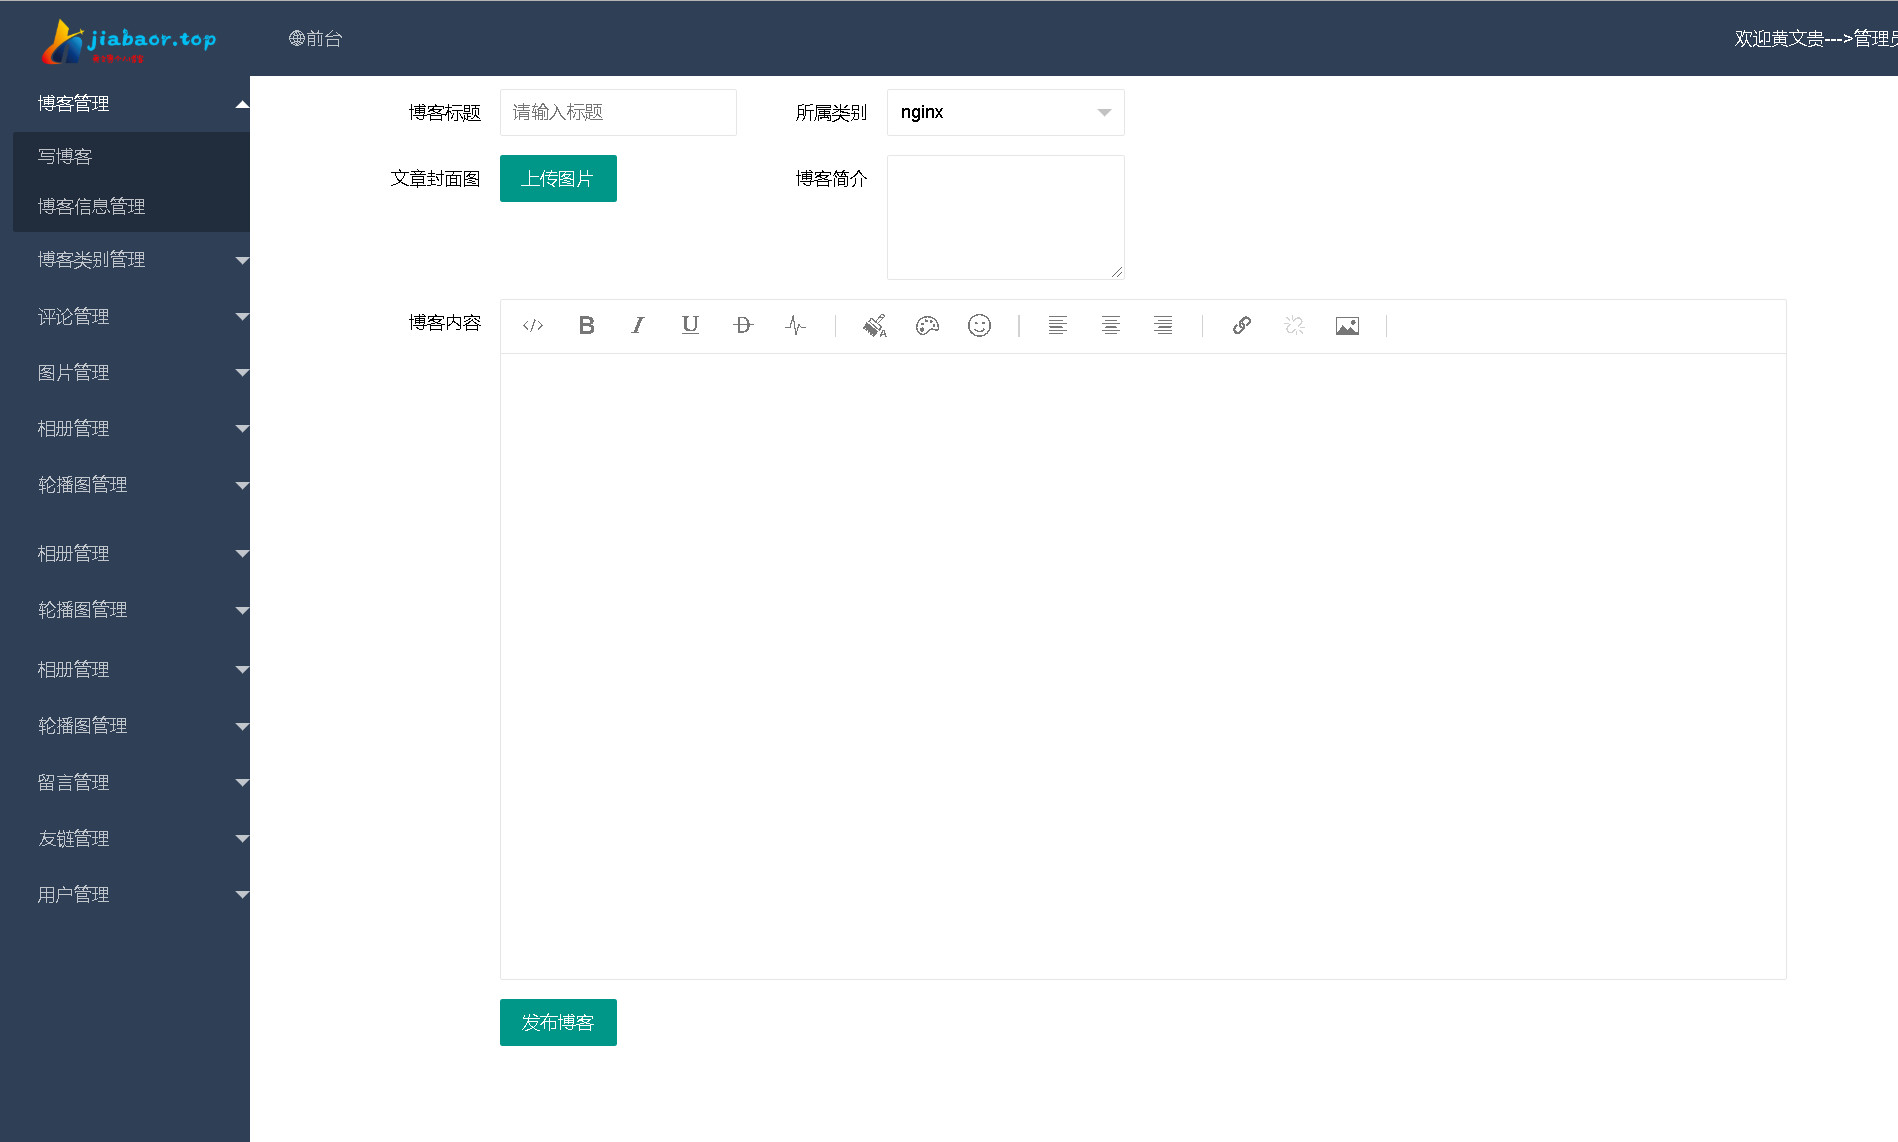 jiabaor.top
前台
欢迎黄文贵--->管理员
博客管理
写博客
博客信息管理
博客类别管理
评论管理
图片管理
相册管理
轮播图管理
相册管理
轮播图管理
相册管理
轮播图管理
留言管理
友链管理
用户管理
博客标题 请输入标题 所属类别 nginx
文章封面图 上传图片 博客简介
博客内容
发布博客